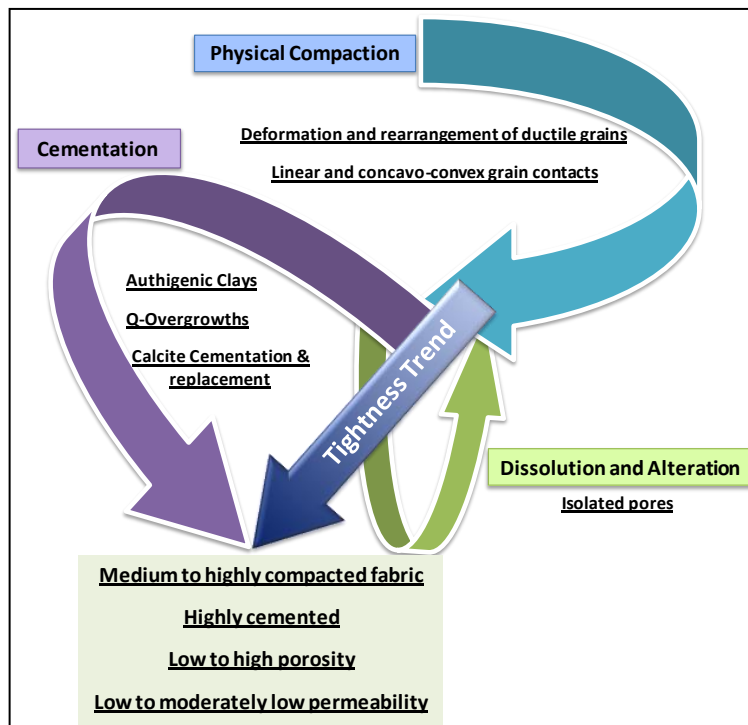 Physical Compaction
Deformation and rearrangement of ductile grains
Linear and concavo-convex grain contacts
Cementation
Authigenic Clays
Q-Overgrowths
Calcite Cementation &
replacement
Tightness Trend
Dissolution and Alteration
Isolated pores
Medium to highly compacted fabric
Highly cemented
Low to high porosity
Low to moderately low permeability